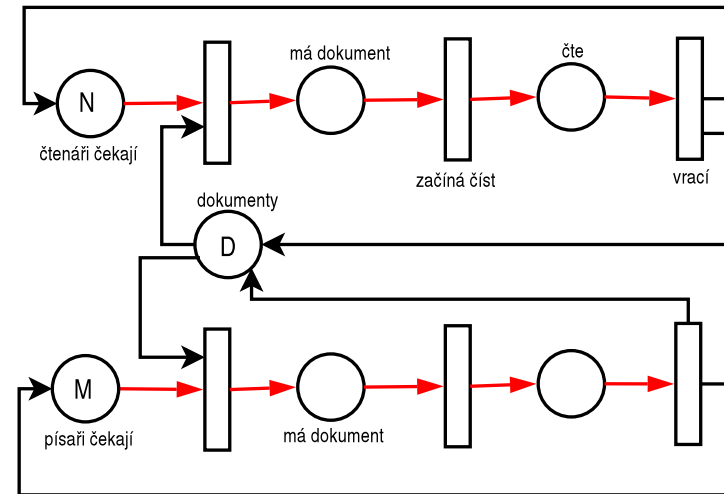 má dokument
čte
N
čtenáři čekají
začíná číst
vrací
dokumenty
D
M
písaři čekají
má dokument